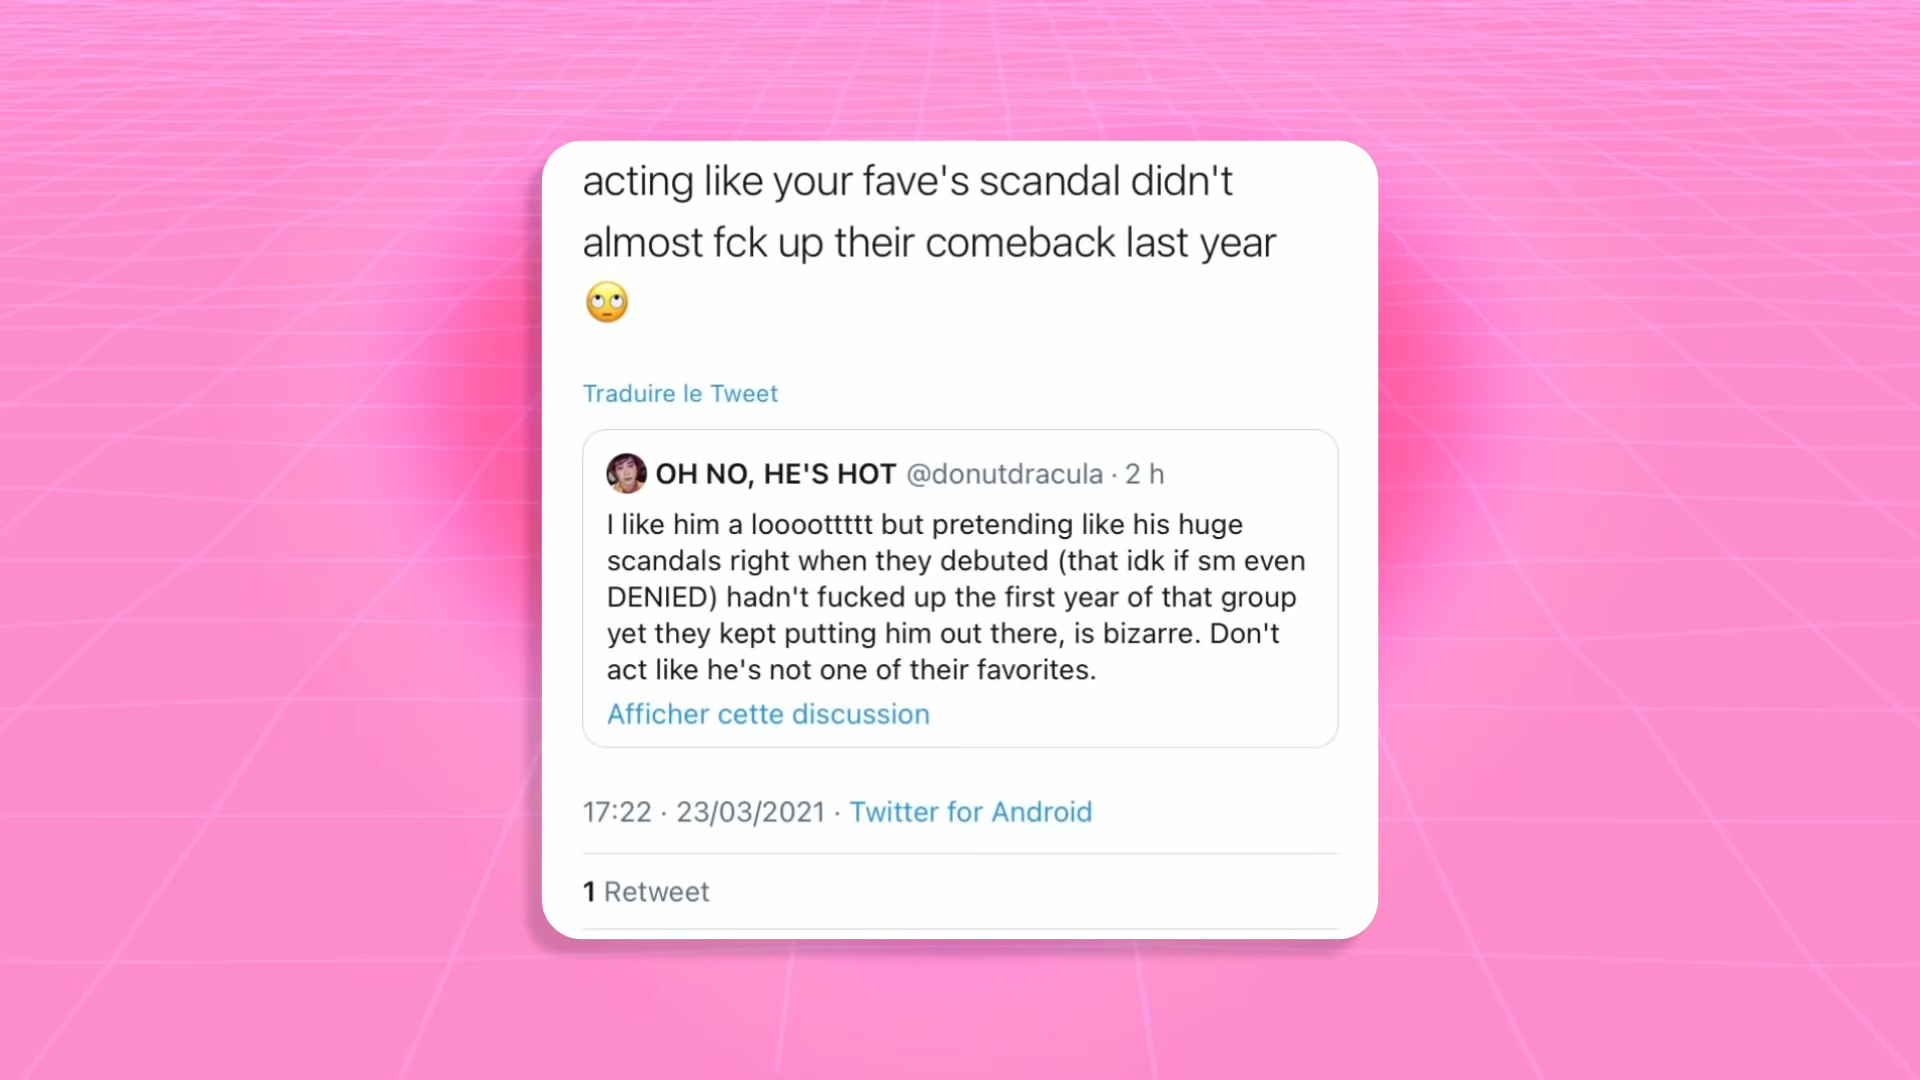 acting like your fave's scandal didn't
almost fck up their comeback last year
🙄
Traduire le Tweet
OH NO, HE'S HOT @donutdracula · 2 h
I like him a loooottttt but pretending like his huge
scandals right when they debuted (that idk if sm even
DENIED) hadn't fucked up the first year of that group
yet they kept putting him out there, is bizarre. Don't
act like he's not one of their favorites.
Afficher cette discussion
17:22 · 23/03/2021 · Twitter for Android
1 Retweet